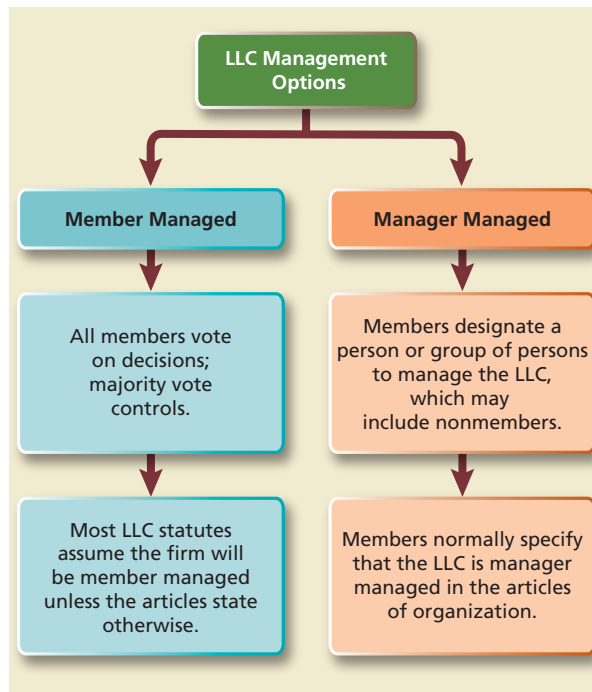 LLC Management
Options
Member Managed
Manager Managed
All members vote
on decisions;
majority vote
controls.
Members designate a
person or group of persons
to manage the LLC,
which may
include nonmembers.
Most LLC statutes
assume the firm will
be member managed
unless the articles state
otherwise.
Members normally specify
that the LLC is manager
managed in the articles
of organization.